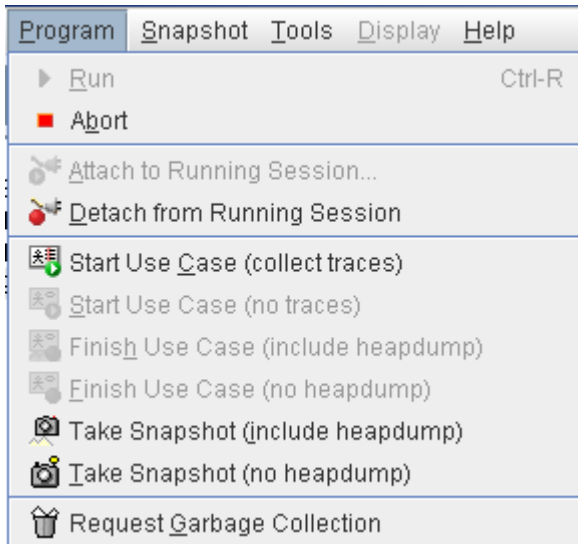 Program Snapshot Tools Display Help
Run Ctrl-R
Abort
Attach to Running Session...
Detach from Running Session
Start Use Case (collect traces)
Start Use Case (no traces)
Finish Use Case (include heapdump)
Finish Use Case (no heapdump)
Take Snapshot (include heapdump)
Take Snapshot (no heapdump)
Request Garbage Collection